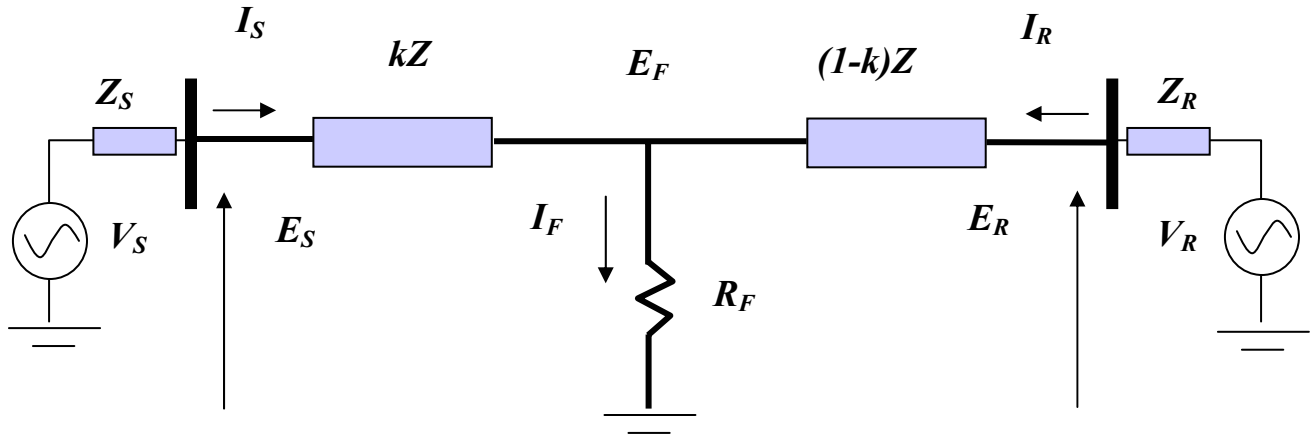 I_S
I_R
kZ
E_F
(1-k)Z
Z_S
Z_R
V_S
E_S
I_F
E_R
V_R
R_F